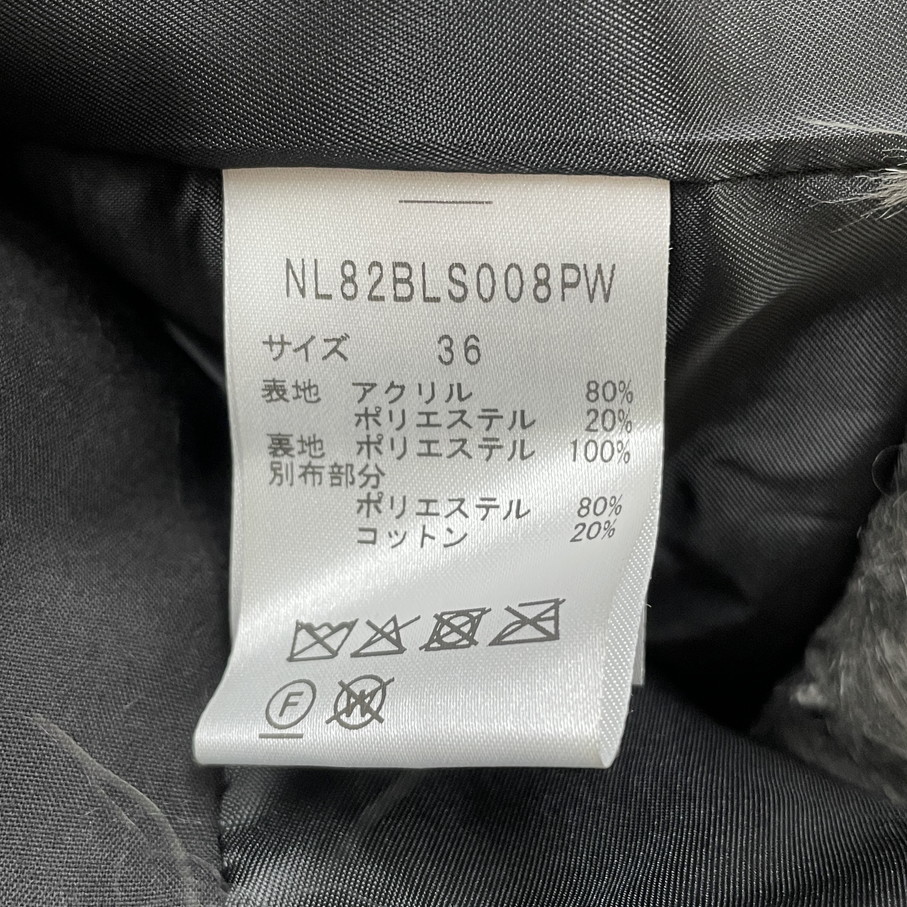 NL82BLS008PW
サイズ 36
表地 アクリル 80%
ポリエステル 20%
裏地 ポリエステル 100%
別布部分
ポリエステル 80%
コットン 20%
F W